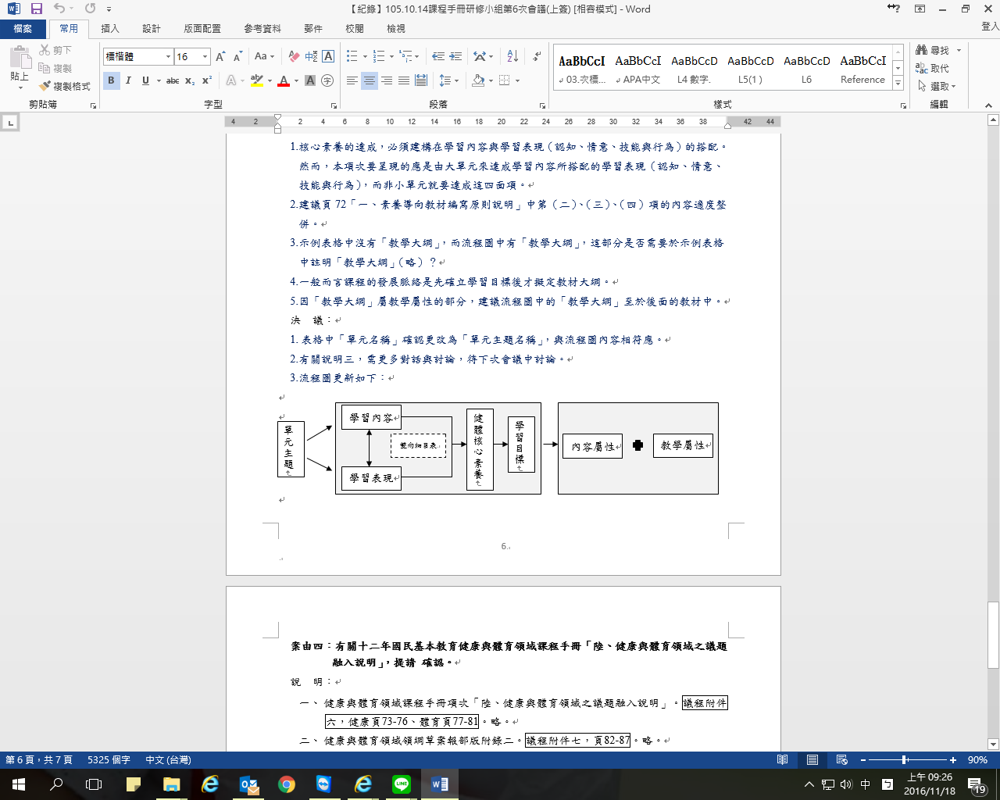 【紀錄】105.10.14課程手冊研修小組第6次會議(上簽) [相容模式] - Word
檔案 常用 插入 設計 版面配置 參考資料 郵件 校閱 檢視 登入
貼上 剪下 複製 複製格式 剪貼簿
標楷體 16 字型
段落
AaBbCcI AaBbCcI AaBbCcD AaBbCcD AaBbCcD AaBbCcI
03.次標... APA中文 L4 數字. L5(1 ) L6 Reference
樣式
尋找 取代 選取 編輯
4 2 2 4 6 8 10 12 14 16 18 20 22 24 26 28 30 32 34 36 38 42 44
1.核心素養的達成，必須建構在學習內容與學習表現（認知、情意、技能與行為）的搭配。
然而，本項次要呈現的應是由大單元來達成學習內容所搭配的學習表現（認知、情意、
技能與行為），而非小單元就要達成這四面項。
2.建議頁 72「一、素養導向教材編寫原則說明」中第（二）、（三）、（四）項的內容適度整
併。
3.示例表格中沒有「教學大綱」，而流程圖中有「教學大綱」，這部分是否需要於示例表格
中註明「教學大綱」（略）？
4.一般而言課程的發展脈絡是先確立學習目標後才擬定教材大綱。
5.因「教學大綱」屬教學屬性的部分，建議流程圖中的「教學大綱」至於後面的教材中。
決 議：
1. 表格中「單元名稱」確認更改為「單元主題名稱」，與流程圖內容相符應。
2.有關說明三，需更多對話與討論，待下次會議中討論。
3.流程圖更新如下：
單元主題
學習內容
雙向細目表
學習表現
健體核心素養
學習目標
內容屬性
教學屬性
6
案由四：有關十二年國民基本教育健康與體育領域課程手冊「陸、健康與體育領域之議題
融入說明」，提請 確認。
說 明：
一、 健康與體育領域課程手冊項次「陸、健康與體育領域之議題融入說明」。議程附件
六，健康頁73-76、體育頁77-81。略。
二、 健康與體育領域領綱草案報部版附錄二。議程附件七，頁82-87。略。
第 6 頁，共 7 頁 5325 個字 中文 (台灣) 90%
中 上午 09:26
2016/11/18 19